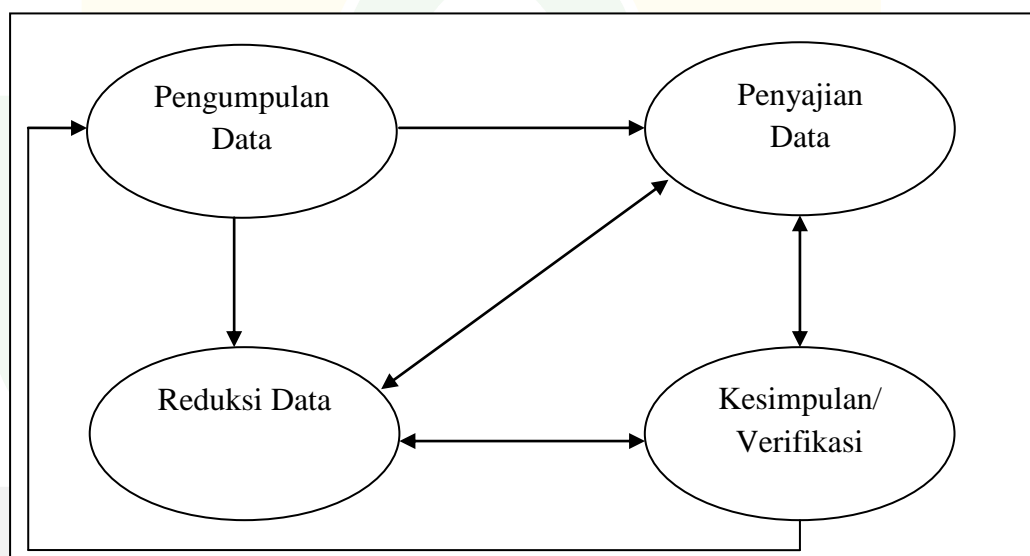 Pengumpulan
Data
Penyajian
Data
Reduksi Data
Kesimpulan/
Verifikasi